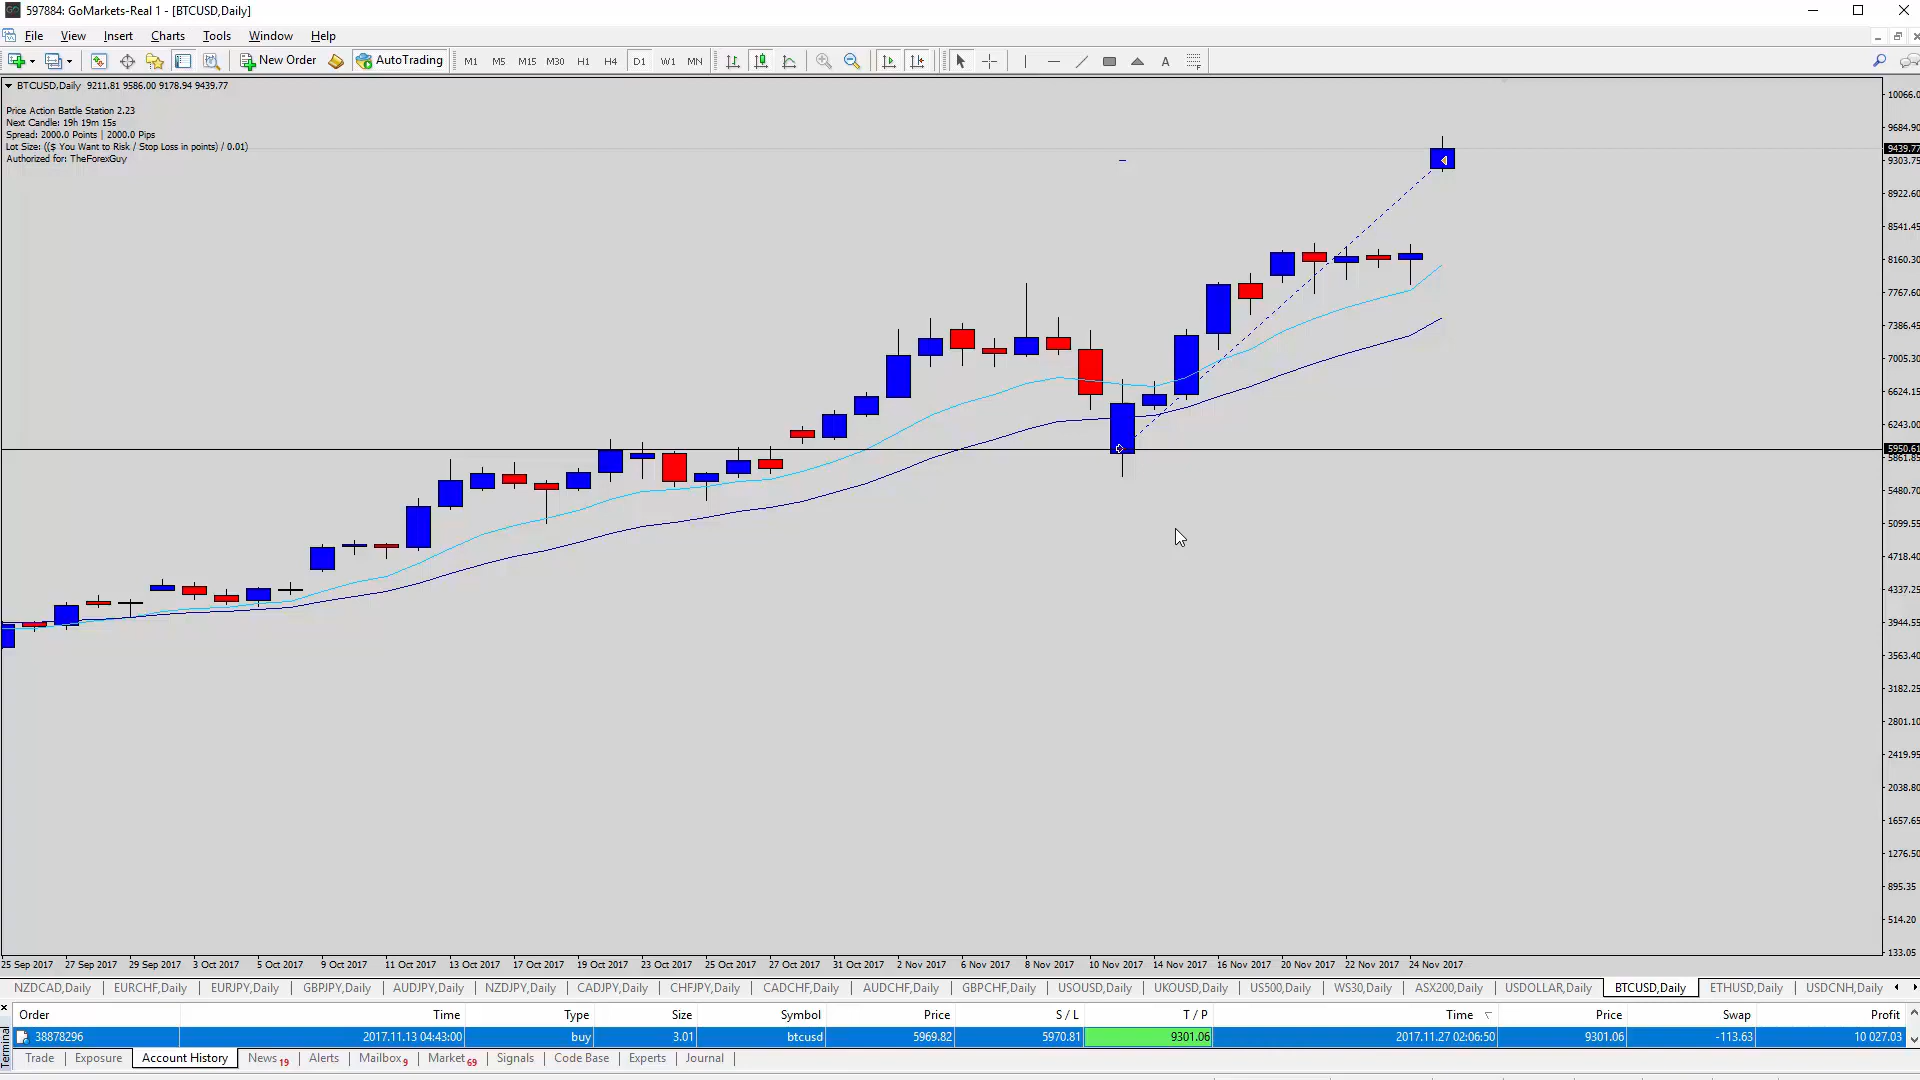 597884: GoMarkets-Real 1 - [BTCUSD,Daily]
File View Insert Charts Tools Window Help
New Order AutoTrading M1 M5 M15 M30 H1 H4 D1 W1 MN A
BTCUSD,Daily 9211.81 9586.00 9178.94 9439.77
Price Action Battle Station 2.23
Next Candle: 19h 19m 15s
Spread: 2000.0 Points | 2000.0 Pips
Lot Size: (($ You Want to Risk / Stop Loss in points) / 0.01)
Authorized for: TheForexGuy
10066.0
9684.90
9439.77
9303.75
8922.60
8541.45
8160.30
7767.60
7386.45
7005.30
6624.15
6243.00
5950.61
5861.85
5480.70
5099.55
4718.40
4337.25
3944.55
3563.40
3182.25
2801.10
2419.95
2038.80
1657.65
1276.50
895.35
514.20
133.05
25 Sep 2017 27 Sep 2017 29 Sep 2017 3 Oct 2017 5 Oct 2017 9 Oct 2017 11 Oct 2017 13 Oct 2017 17 Oct 2017 19 Oct 2017 23 Oct 2017 25 Oct 2017 27 Oct 2017 31 Oct 2017 2 Nov 2017 6 Nov 2017 8 Nov 2017 10 Nov 2017 14 Nov 2017 16 Nov 2017 20 Nov 2017 22 Nov 2017 24 Nov 2017
NZDCAD,Daily EURCHF,Daily EURJPY,Daily GBPJPY,Daily AUDJPY,Daily NZDJPY,Daily CADJPY,Daily CHFJPY,Daily CADCHF,Daily AUDCHF,Daily GBPCHF,Daily USOUSD,Daily UKOUSD,Daily US500,Daily WS30,Daily ASX200,Daily USDOLLAR,Daily BTCUSD,Daily ETHUSD,Daily USDCNH,Daily
Order Time Type Size Symbol Price S / L T / P Time Price Swap Profit
38878296 2017.11.13 04:43:00 buy 3.01 btcusd 5969.82 5970.81 9301.06 2017.11.27 02:06:50 9301.06 -113.63 10 027.03
Terminal
Trade Exposure Account History News 19 Alerts Mailbox 9 Market 69 Signals Code Base Experts Journal